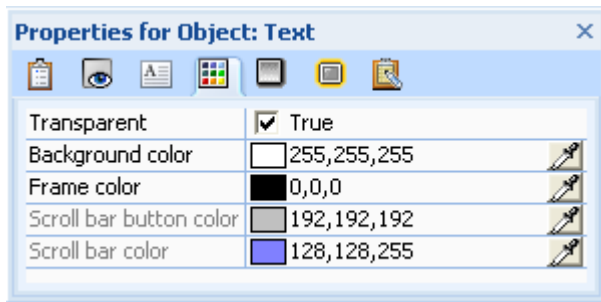 Properties for Object: Text
Transparent True
Background color 255,255,255
Frame color 0,0,0
Scroll bar button color 192,192,192
Scroll bar color 128,128,255